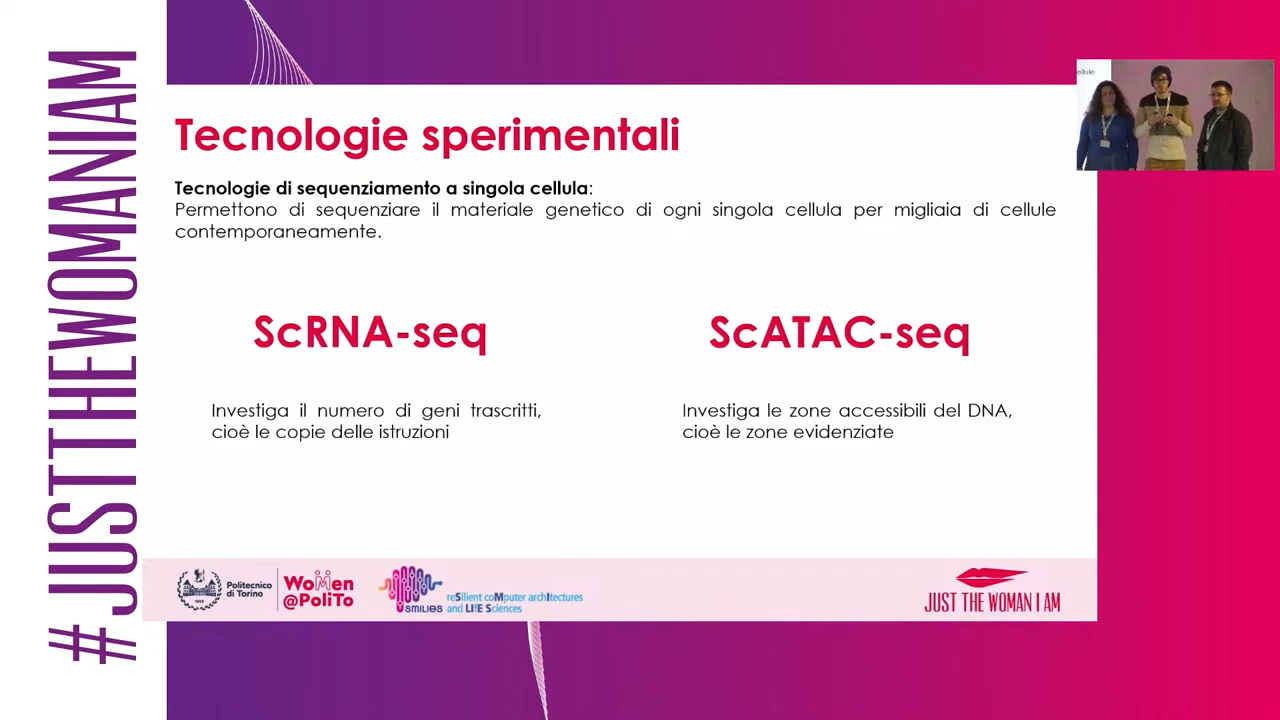 #JUSTTHEWOMANIAM
Tecnologie sperimentali
Tecnologie di sequenziamento a singola cellula:
Permettono di sequenziare il materiale genetico di ogni singola cellula per migliaia di cellule
contemporaneamente.
ScRNA-seq
ScATAC-seq
Investiga il numero di geni trascritti,
cioè le copie delle istruzioni
Investiga le zone accessibili del DNA,
cioè le zone evidenziate
Politecnico
di Torino
WoMen
@PoliTo
SMILIES
reSilient coMputer archItectures
and LIfE Sciences
JUST THE WOMAN I AM
ellule